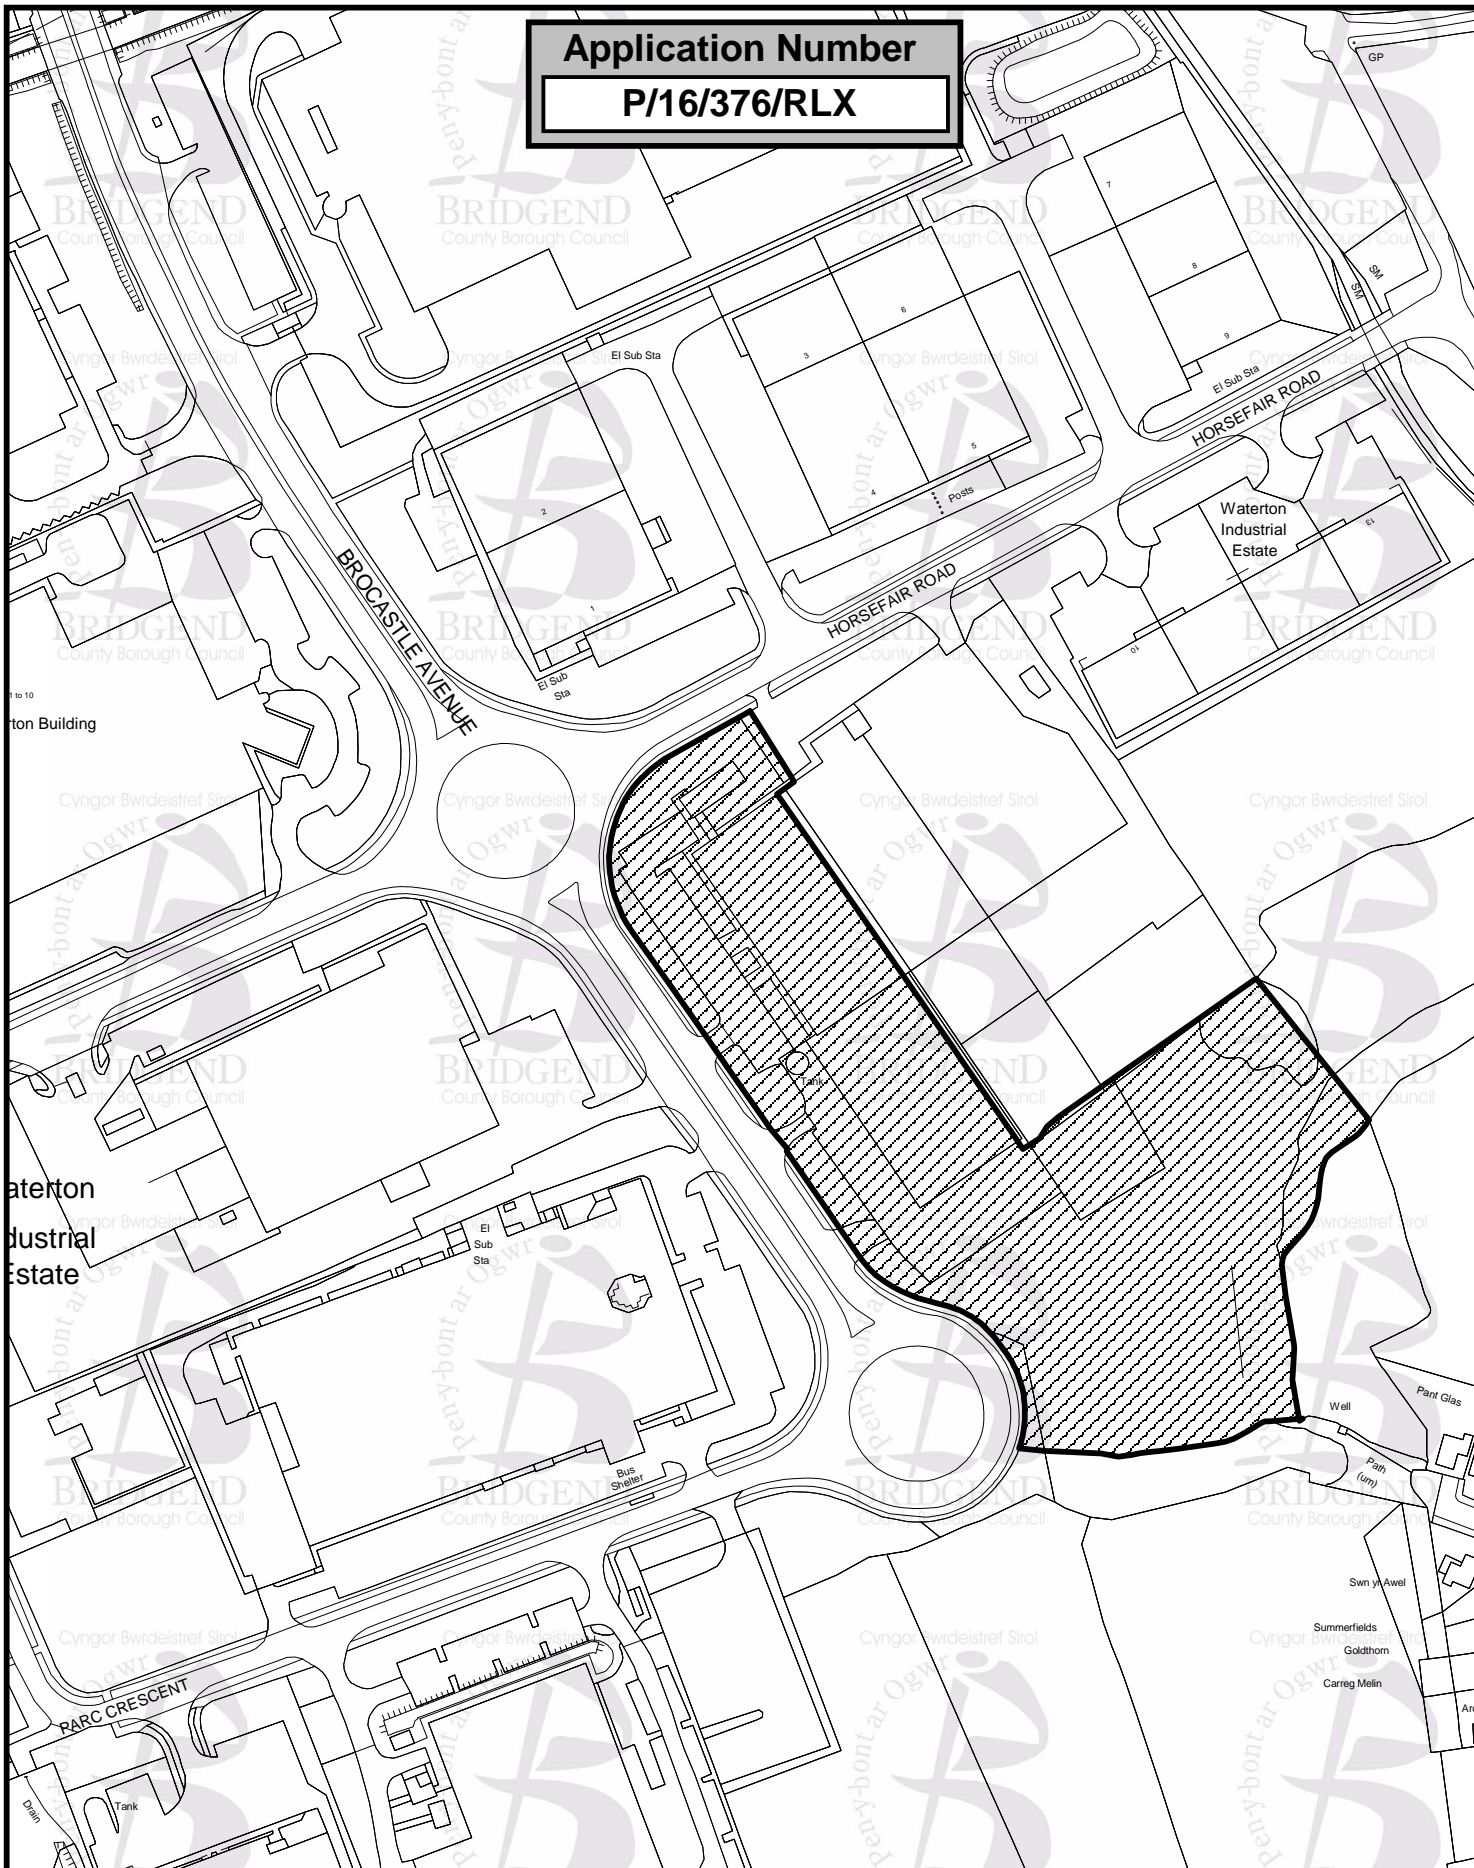 Application Number
P/16/376/RLX
GP
7
8
9
SM
SM
El Sub Sta
3
6
El Sub Sta
HORSEFAIR ROAD
5
4
Posts
2
1
Waterton
Industrial
Estate
13
10
BROCASTLE AVENUE
HORSEFAIR ROAD
El Sub
Sta
1 to 10
rton Building
Tank
aterton
dustrial
Estate
El
Sub
Sta
Bus
Shelter
Well
Pant Glas
Path
(um)
Swn yr Awel
Summerfields
Goldthorn
Carreg Melin
PARC CRESCENT
Tank
Drain
Cyngor Bwrdeistref Sirol
Pen-y-bont ar Ogwr
BRIDGEND
County Borough Council